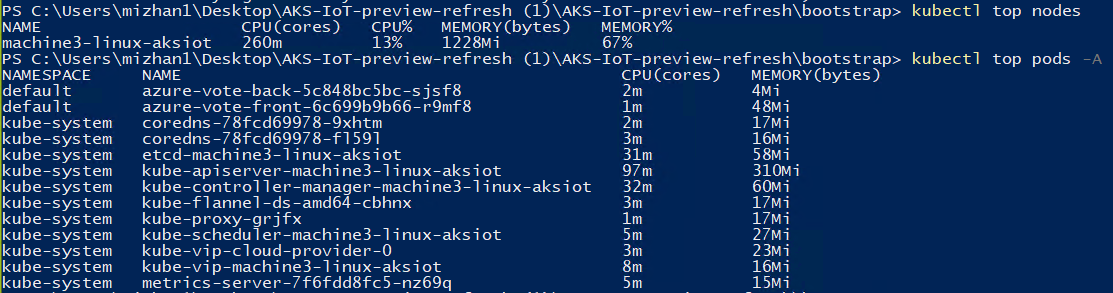 PS C:\Users\mizhan1\Desktop\AKS-IoT-preview-refresh (1)\AKS-IoT-preview-refresh\bootstrap> kubectl top nodes
NAME CPU(cores) CPU% MEMORY(bytes) MEMORY%
machine3-linux-aksiot 260m 13% 1228Mi 67%
PS C:\Users\mizhan1\Desktop\AKS-IoT-preview-refresh (1)\AKS-IoT-preview-refresh\bootstrap> kubectl top pods -A
NAMESPACE NAME CPU(cores) MEMORY(bytes)
default azure-vote-back-5c848bc5bc-sjsf8 2m 4Mi
default azure-vote-front-6c699b9b66-r9mf8 1m 48Mi
kube-system coredns-78fcd69978-9xhtm 2m 17Mi
kube-system coredns-78fcd69978-fl59l 3m 16Mi
kube-system etcd-machine3-linux-aksiot 31m 58Mi
kube-system kube-apiserver-machine3-linux-aksiot 97m 310Mi
kube-system kube-controller-manager-machine3-linux-aksiot 32m 60Mi
kube-system kube-flannel-ds-amd64-cbhnx 3m 17Mi
kube-system kube-proxy-grjfx 1m 17Mi
kube-system kube-scheduler-machine3-linux-aksiot 5m 27Mi
kube-system kube-vip-cloud-provider-0 3m 23Mi
kube-system kube-vip-machine3-linux-aksiot 8m 16Mi
kube-system metrics-server-7f6fdd8fc5-nz69q 5m 15Mi